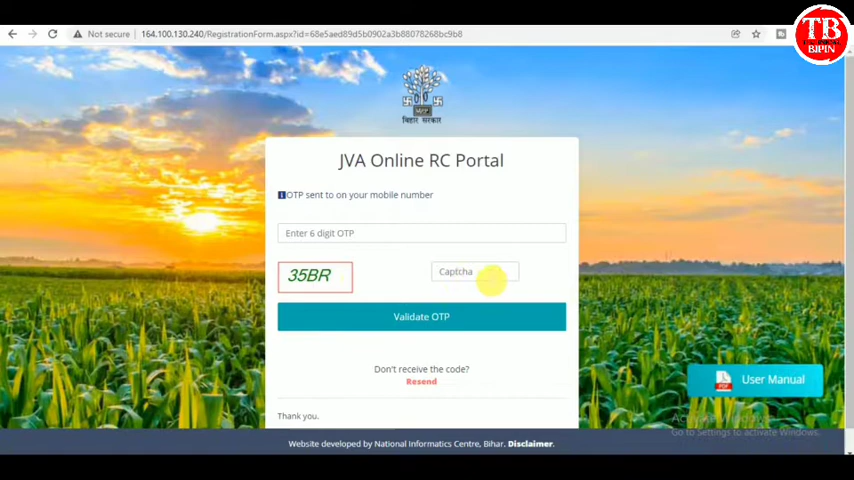 Not secure
164.100.130.240/RegistrationForm.aspx?id=68e5aed89d5b0902a3b88078268bc9b8
TB
TECHNICAL
BIPIN
बिहार सरकार
JVA Online RC Portal
OTP sent to on your mobile number
Enter 6 digit OTP
35BR
Captcha
Validate OTP
Don't receive the code?
Resend
User Manual
PDF
Thank you.
Activate Windows
Go to Settings to activate Windows.
Website developed by National Informatics Centre, Bihar. Disclaimer.